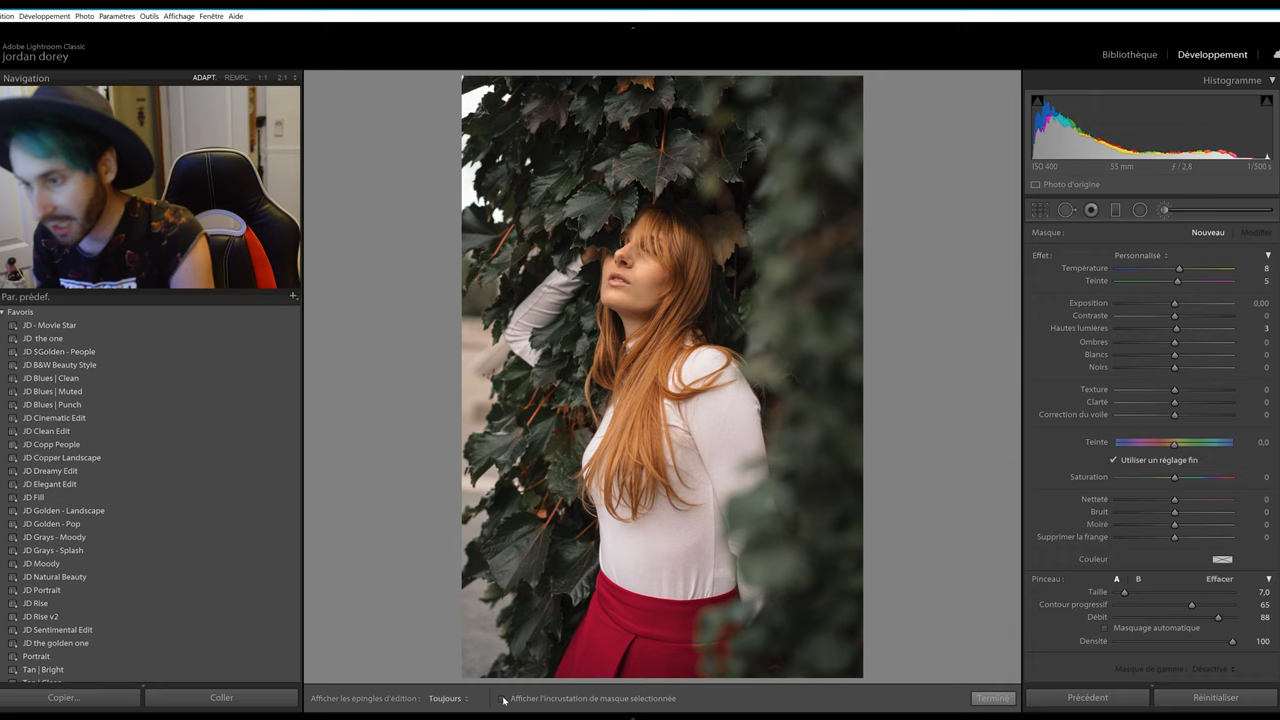 ition Développement Photo Paramètres Outils Affichage Fenêtre Aide
Adobe Lightroom Classic
jordan dorey
Bibliothèque | Développement |
Navigation ADAPT. REMPL. 1:1 2:1
Histogramme
ISO 400 55 mm ƒ / 2,8 1/500 s
Photo d'origine
Masque : Nouveau Modifier
Effet : Personnalisé
Température 8
Teinte 5
Exposition 0,00
Contraste 0
Hautes lumières 3
Ombres 0
Blancs 0
Noirs 0
Texture 0
Clarté 0
Correction du voile 0
Teinte 0,0
Utiliser un réglage fin
Saturation 0
Netteté 0
Bruit 0
Moiré 0
Supprimer la frange 0
Couleur
Pinceau : A B Effacer
Taille 7,0
Contour progressif 65
Débit 88
Masquage automatique
Densité 100
Masque de gamme : Désactivé
Précédent Réinitialiser
Par. prédef.
Favoris
JD - Movie Star
JD the one
JD $Golden - People
JD B&W Beauty Style
JD Blues | Clean
JD Blues | Muted
JD Blues | Punch
JD Cinematic Edit
JD Clean Edit
JD Copp People
JD Copper Landscape
JD Dreamy Edit
JD Elegant Edit
JD Fill
JD Golden - Landscape
JD Golden - Pop
JD Grays - Moody
JD Grays - Splash
JD Moody
JD Natural Beauty
JD Portrait
JD Rise
JD Rise v2
JD Sentimental Edit
JD the golden one
Portrait
Tan | Bright
Copier... Coller
Afficher les épingles d'édition : Toujours Afficher l'incrustation de masque sélectionnée Terminé